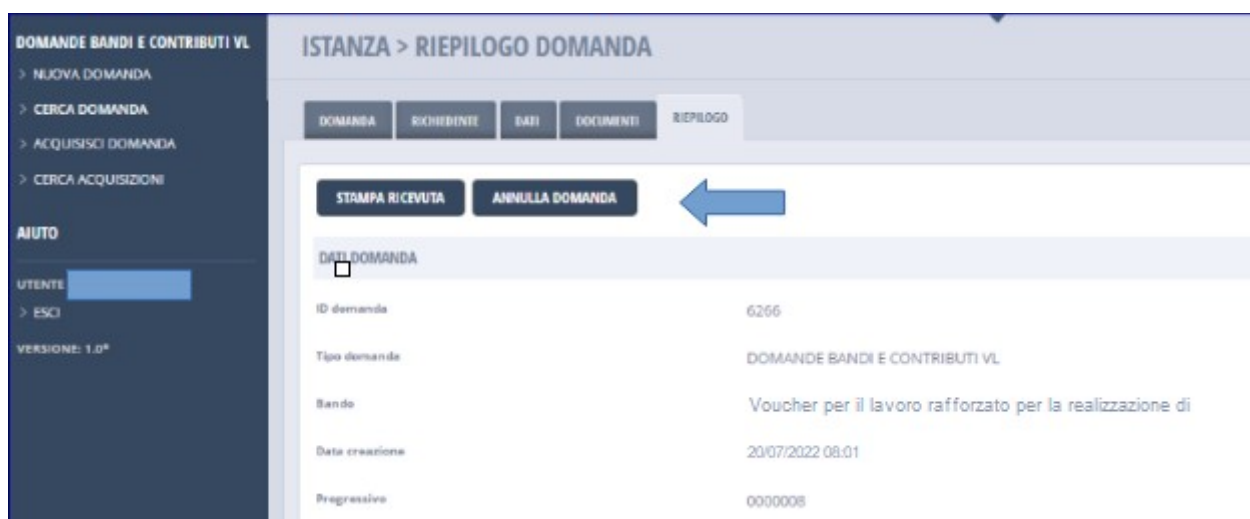 DOMANDE BANDI E CONTRIBUTI VL
> NUOVA DOMANDA
> CERCA DOMANDA
> ACQUISISCI DOMANDA
> CERCA ACQUISIZIONI
AIUTO
UTENTE
> ESCI
VERSIONE: 1.0*
ISTANZA > RIEPILOGO DOMANDA
DOMANDA RICHIEDENTE DATI DOCUMENTI RIEPILOGO
STAMPA RICEVUTA ANNULLA DOMANDA
DATI DOMANDA
ID domanda 6266
Tipo domanda DOMANDE BANDI E CONTRIBUTI VL
Bando Voucher per il lavoro rafforzato per la realizzazione di
Data creazione 20/07/2022 08:01
Progressivo 0000008